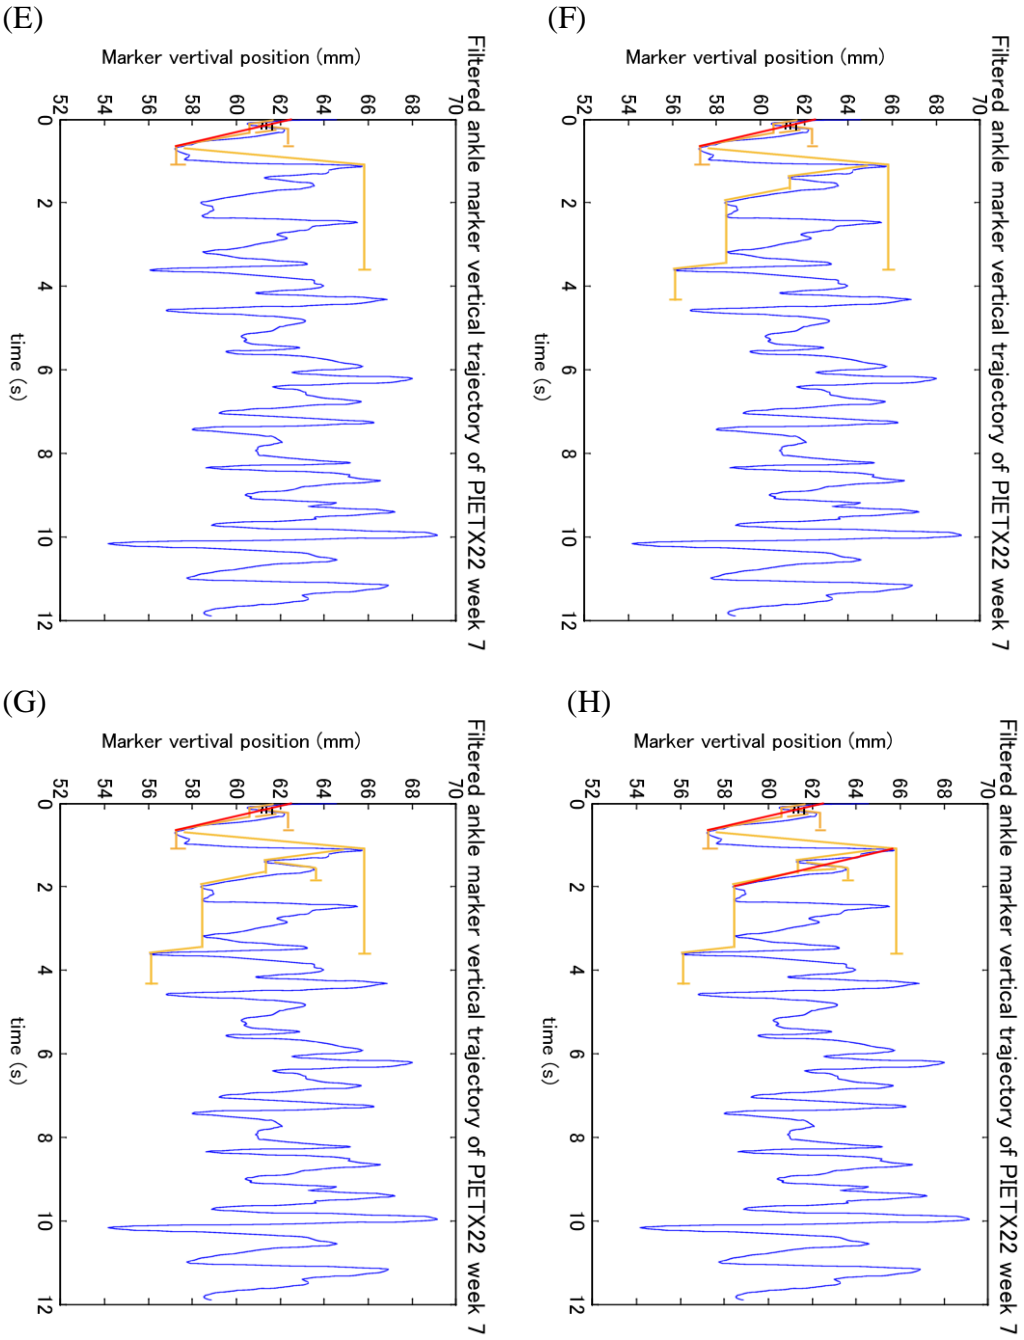 (E)
Filtered ankle marker vertical trajectory of PIETX22 week 7
Marker vertival position (mm)
52 54 56 58 60 62 64 66 68 70
0 2 4 6 8 10 12
time (s)
(F)
Filtered ankle marker vertical trajectory of PIETX22 week 7
Marker vertival position (mm)
52 54 56 58 60 62 64 66 68 70
0 2 4 6 8 10 12
time (s)
(G)
Filtered ankle marker vertical trajectory of PIETX22 week 7
Marker vertival position (mm)
52 54 56 58 60 62 64 66 68 70
0 2 4 6 8 10 12
time (s)
(H)
Filtered ankle marker vertical trajectory of PIETX22 week 7
Marker vertival position (mm)
52 54 56 58 60 62 64 66 68 70
0 2 4 6 8 10 12
time (s)